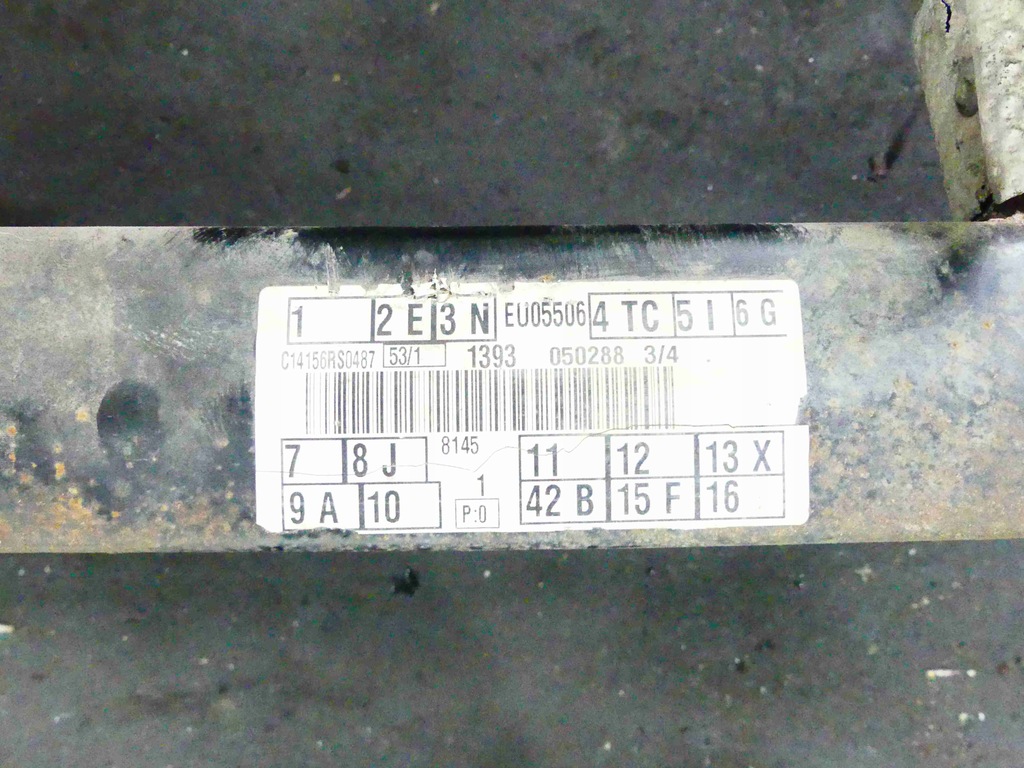 1 2 E 3 N EU05506 4 TC 5 I 6 G
C14156RS0487 53/1 1393 050288 3/4
7 8 J 8145 11 12 13 X
9 A 10 1 P:0 42 B 15 F 16